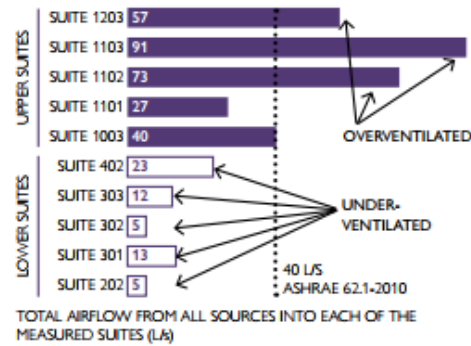 UPPER SUITES
SUITE 1203 57
SUITE 1103 91
SUITE 1102 73
SUITE 1101 27
SUITE 1003 40
OVERVENTILATED
LOWER SUITES
SUITE 402 23
SUITE 303 12
SUITE 302 5
SUITE 301 13
SUITE 202 5
UNDER-
VENTILATED
40 L/S
ASHRAE 62.1-2010
TOTAL AIRFLOW FROM ALL SOURCES INTO EACH OF THE
MEASURED SUITES (L/s)